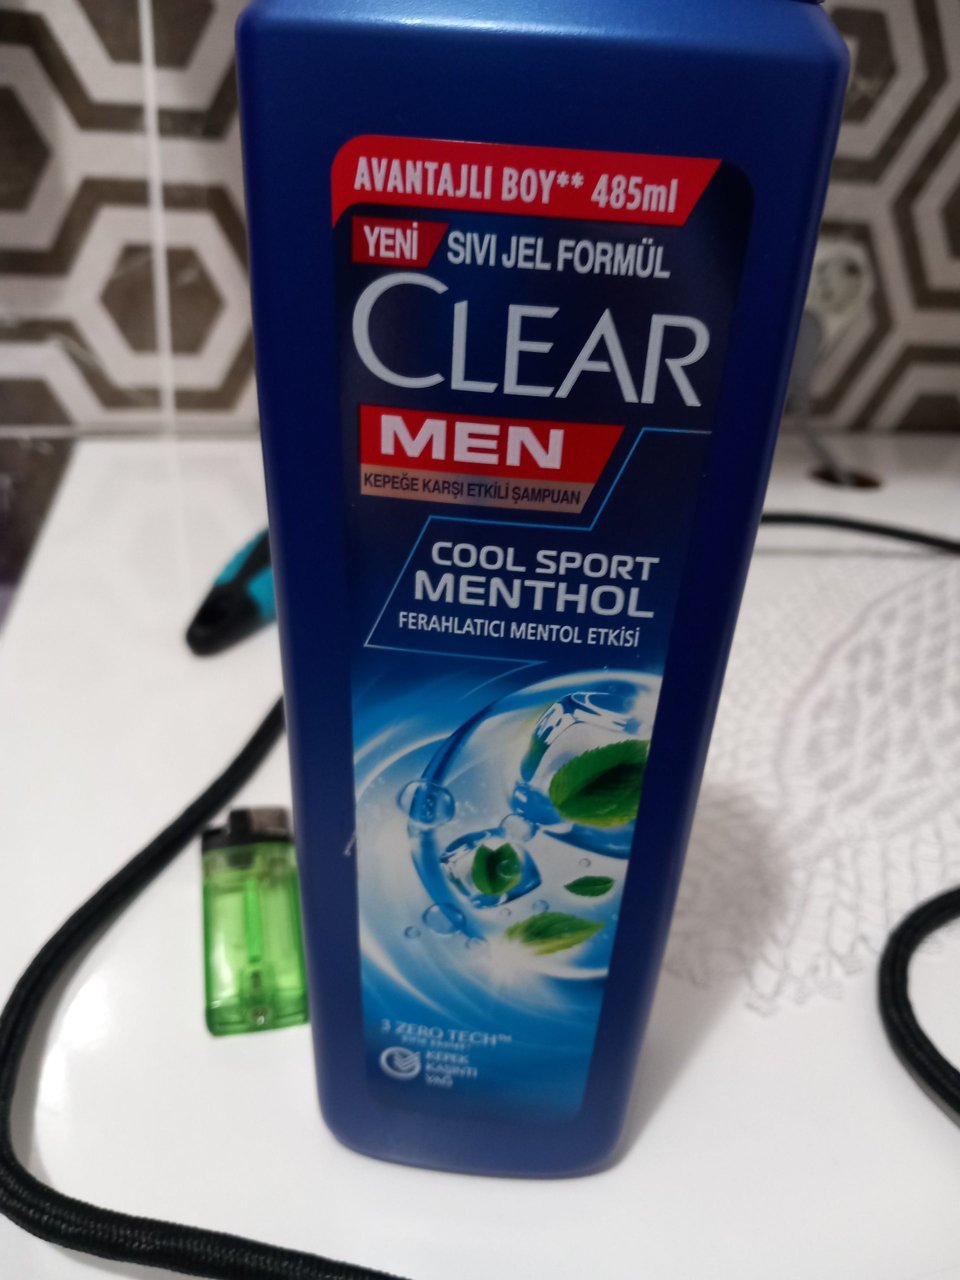 AVANTAJLI BOY** 485ml
YENİ SIVI JEL FORMÜL
CLEAR
MEN
KEPEĞE KARŞI ETKİLİ ŞAMPUAN
COOL SPORT
MENTHOL
FERAHLATICI MENTOL ETKİSİ
3 ZERO TECH™
KEPEK
KAŞINTI
YAĞ